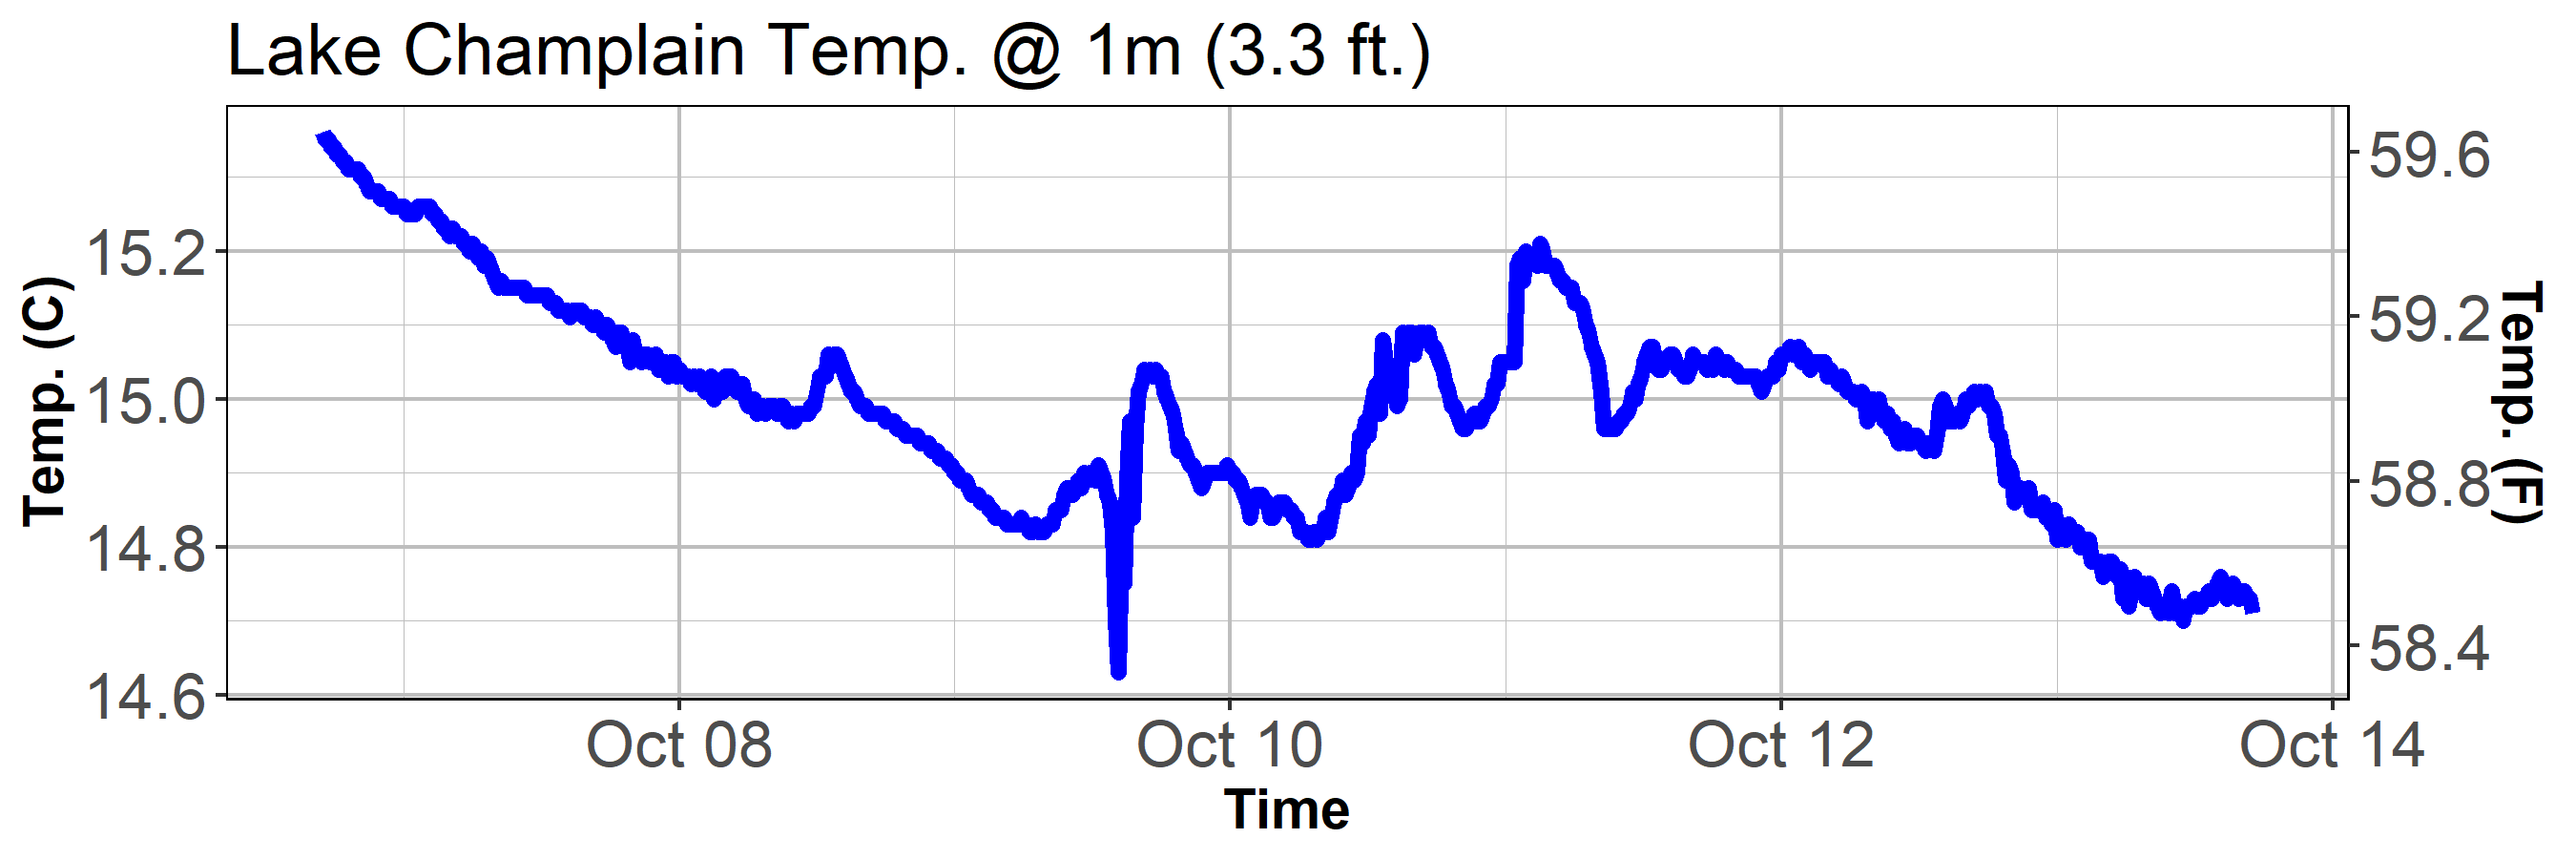 Lake Champlain Temp. @ 1m (3.3 ft.)
Temp. (C)
15.2
15.0
14.8
14.6
59.6
59.2
58.8
58.4
Temp. (F)
Oct 08
Oct 10
Oct 12
Oct 14
Time